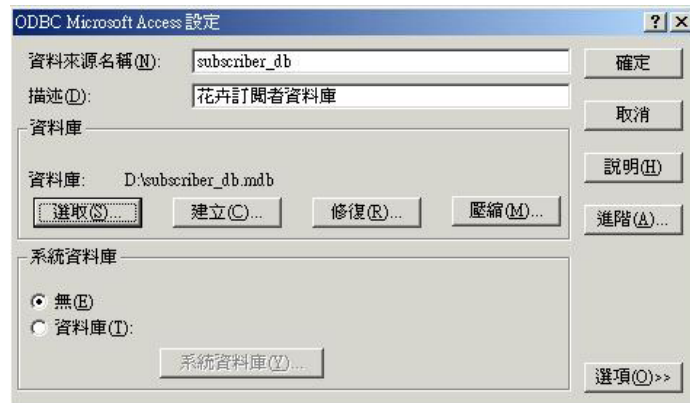 ODBC Microsoft Access 設定
資料來源名稱(N): subscriber_db
確定
描述(D): 花卉訂閱者資料庫
取消
資料庫
資料庫: D:\subscriber_db.mdb
說明(H)
選取(S)... 建立(C)... 修復(R)... 壓縮(M)...
進階(A)...
系統資料庫
無(E)
資料庫(T):
系統資料庫(Y)...
選項(O)>>